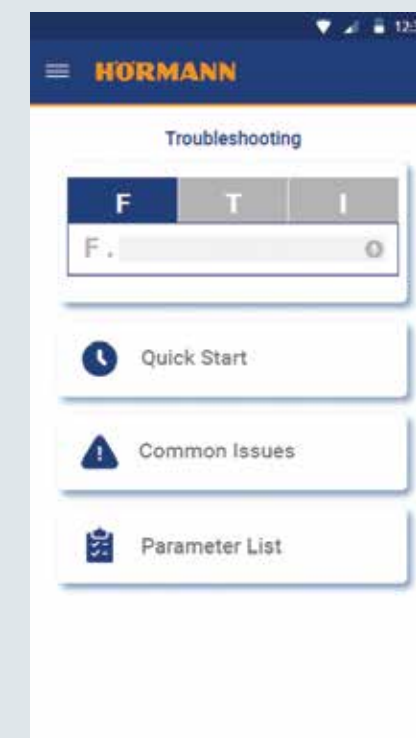 HÖRMANN
Troubleshooting
F T I
F.
Quick Start
Common Issues
Parameter List